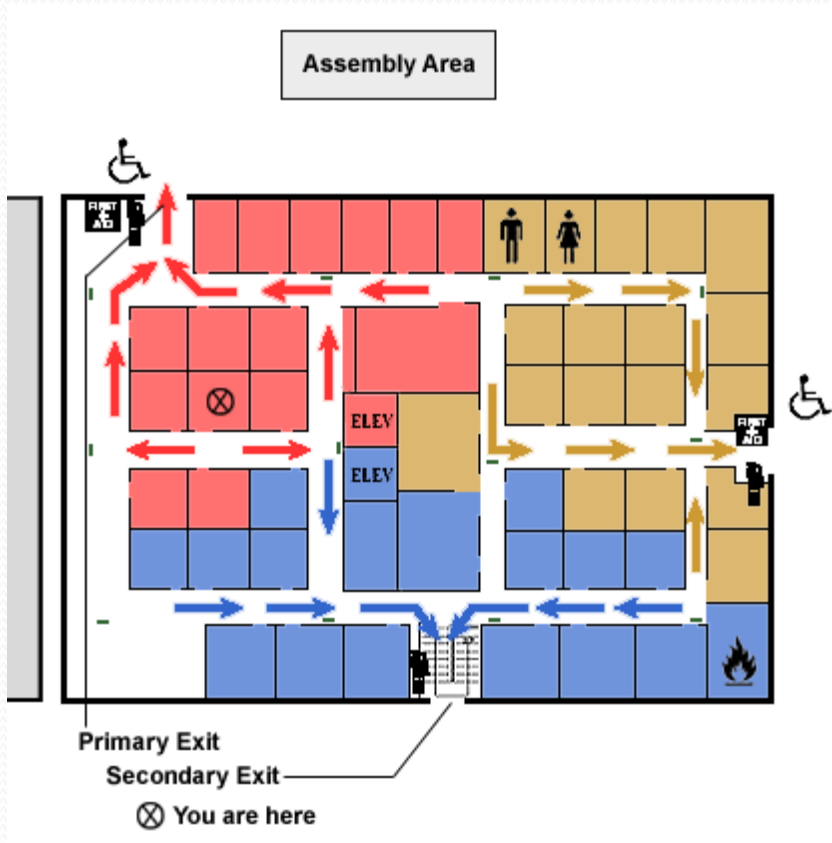 Assembly Area
FIRST
AID
ELEV
FIRST
AID
ELEV
Primary Exit
Secondary Exit
You are here